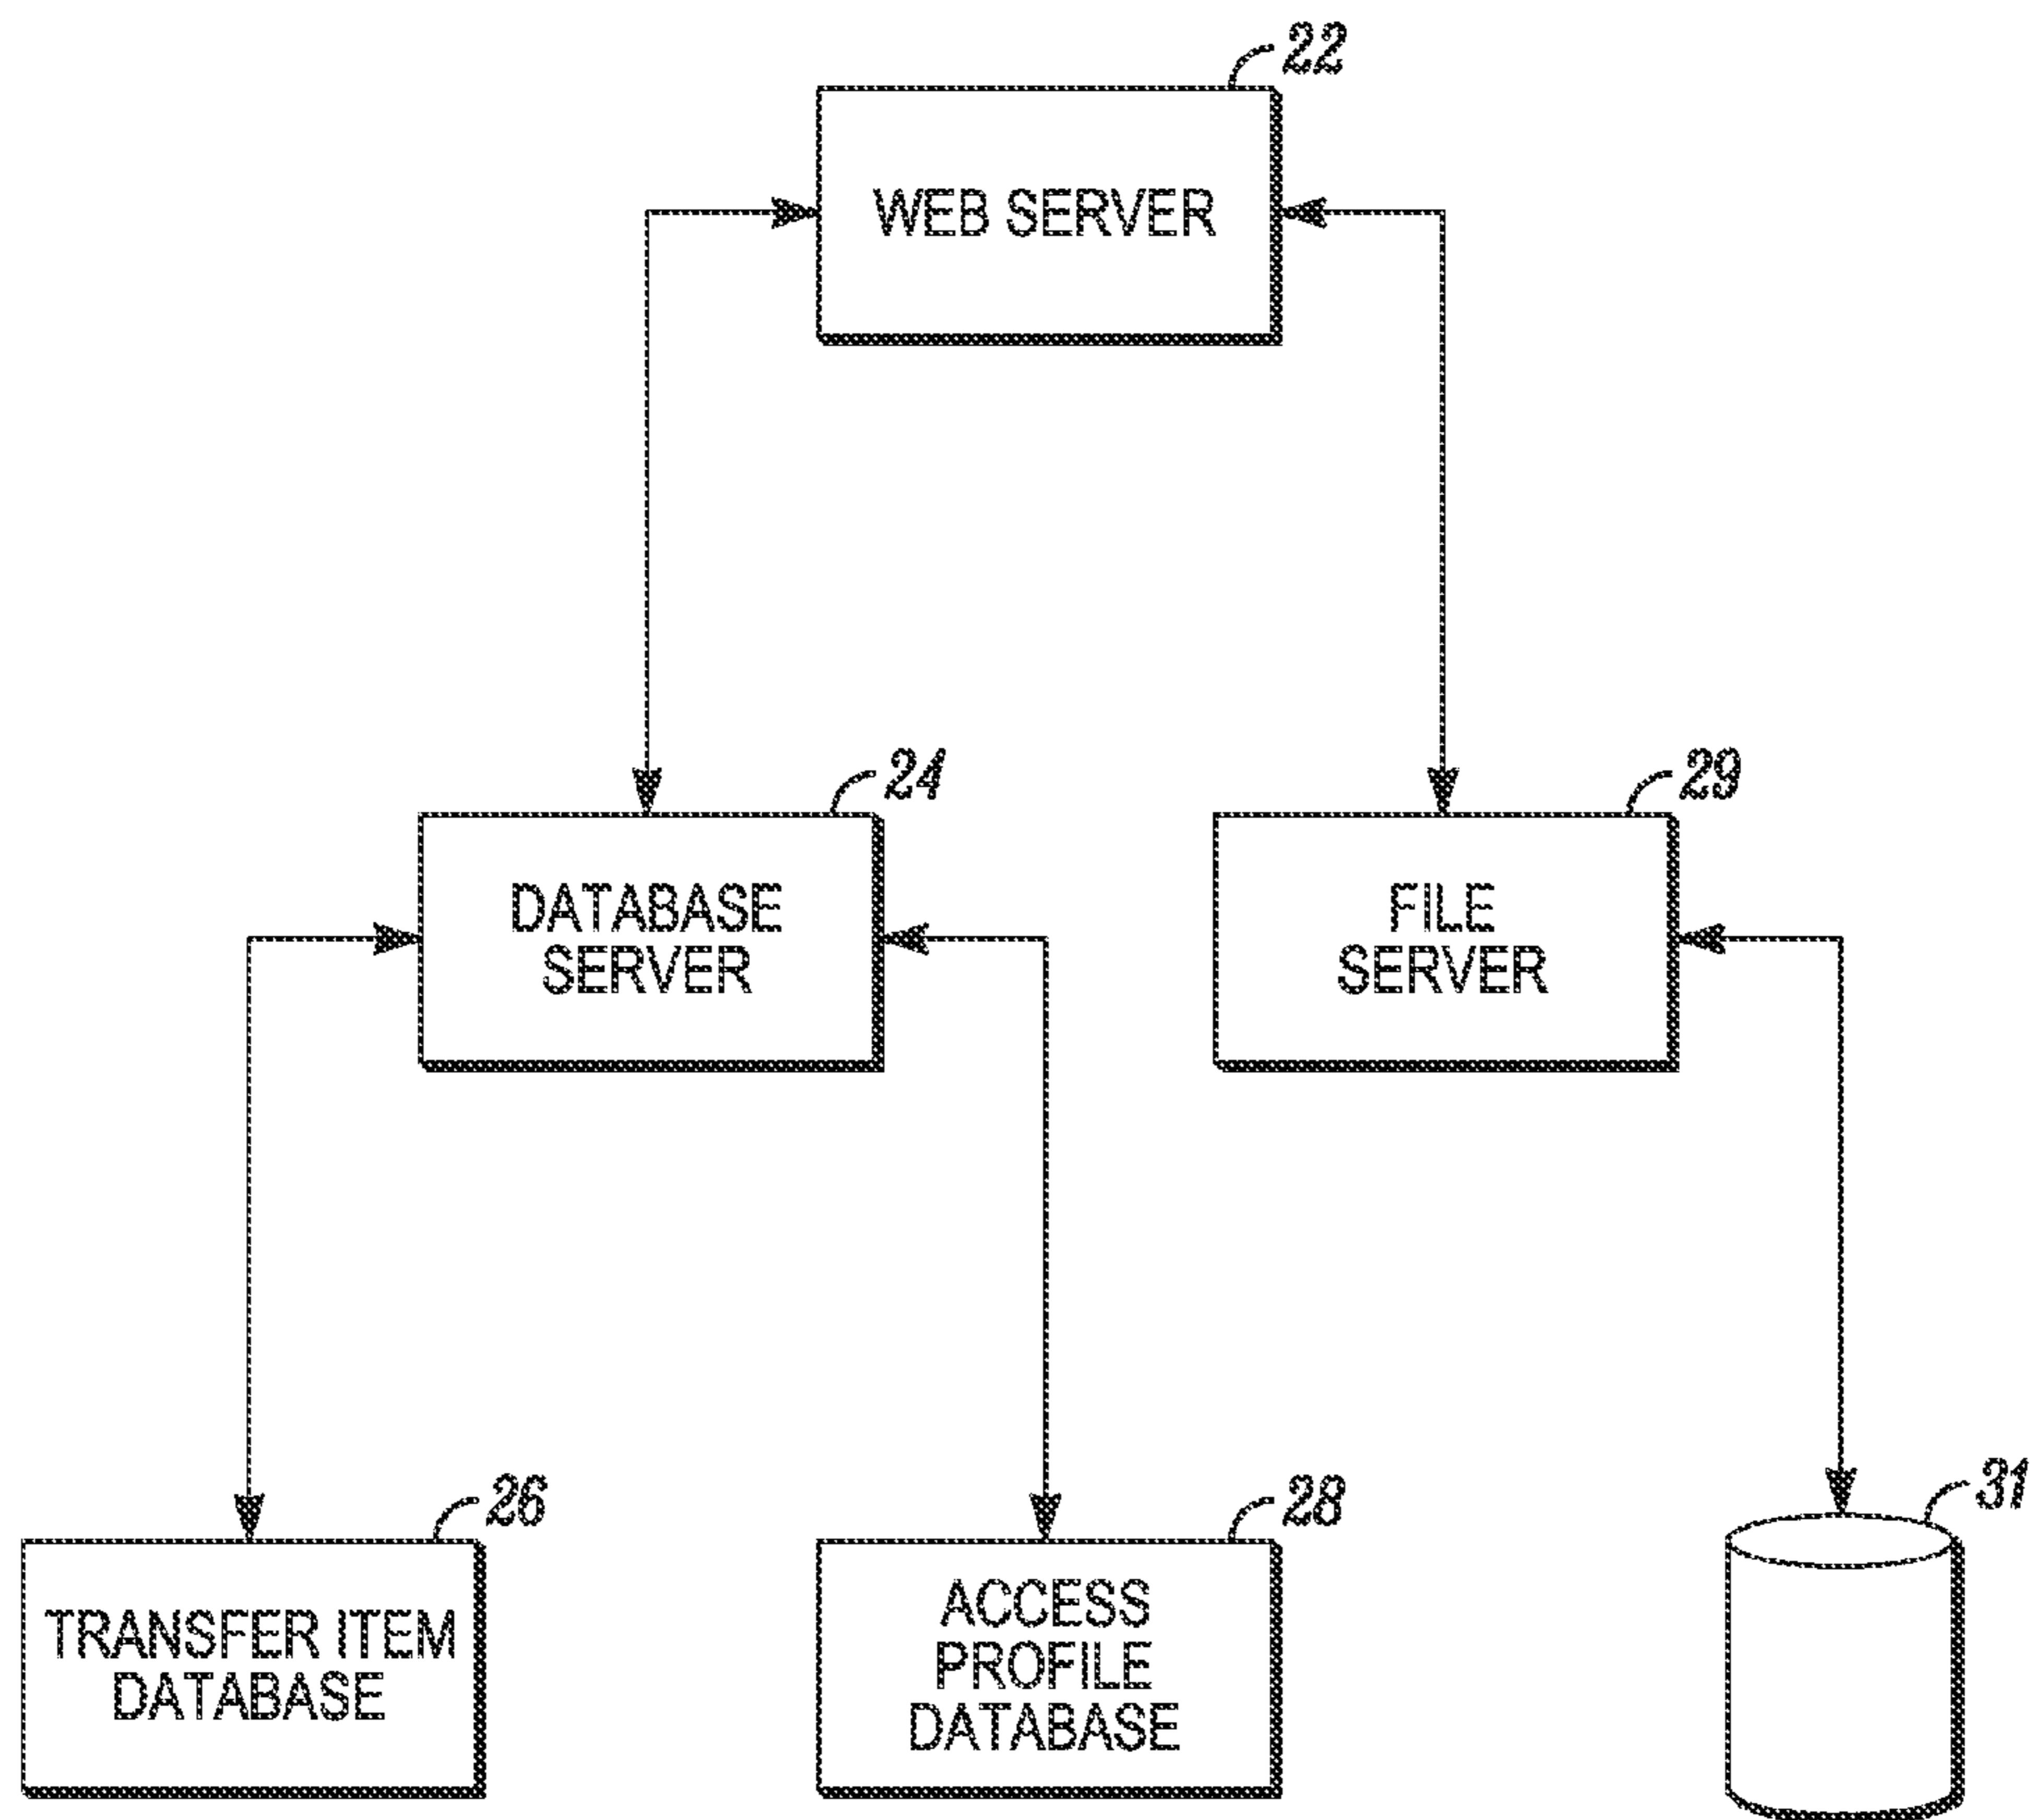 22
WEB SERVER
24
DATABASE
SERVER
29
FILE
SERVER
26
TRANSFER ITEM
DATABASE
28
ACCESS
PROFILE
DATABASE
31